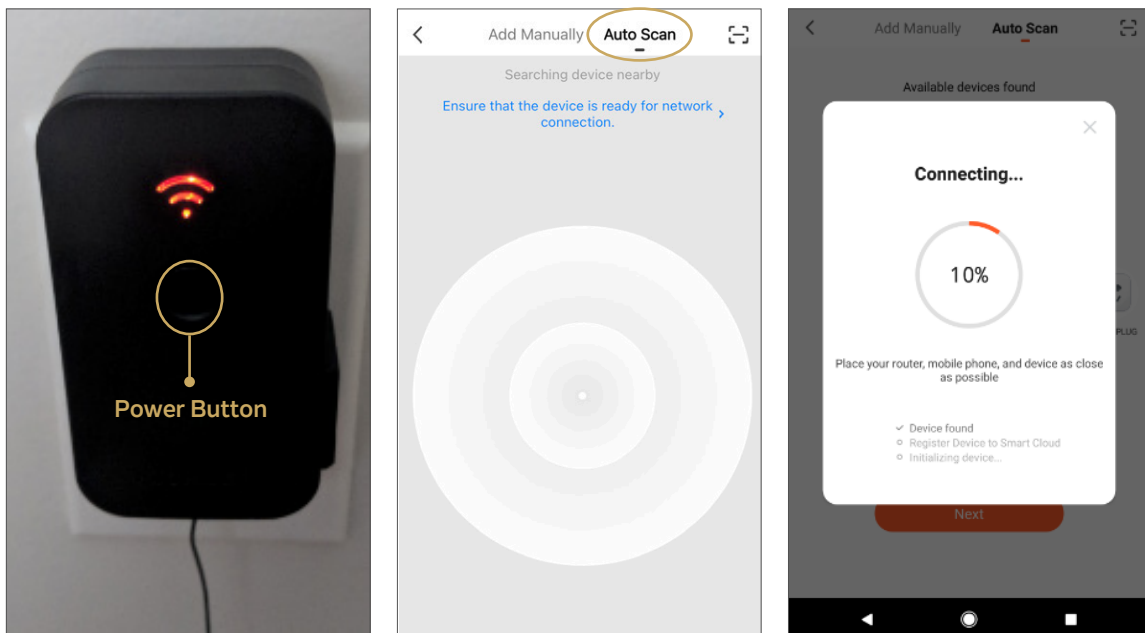 Power Button
Add Manually
Auto Scan
Searching device nearby
Ensure that the device is ready for network
connection.
Add Manually
Auto Scan
Available devices found
Connecting...
10%
Place your router, mobile phone, and device as close
as possible
Device found
Register Device to Smart Cloud
Initializing device...
PLUG
Next